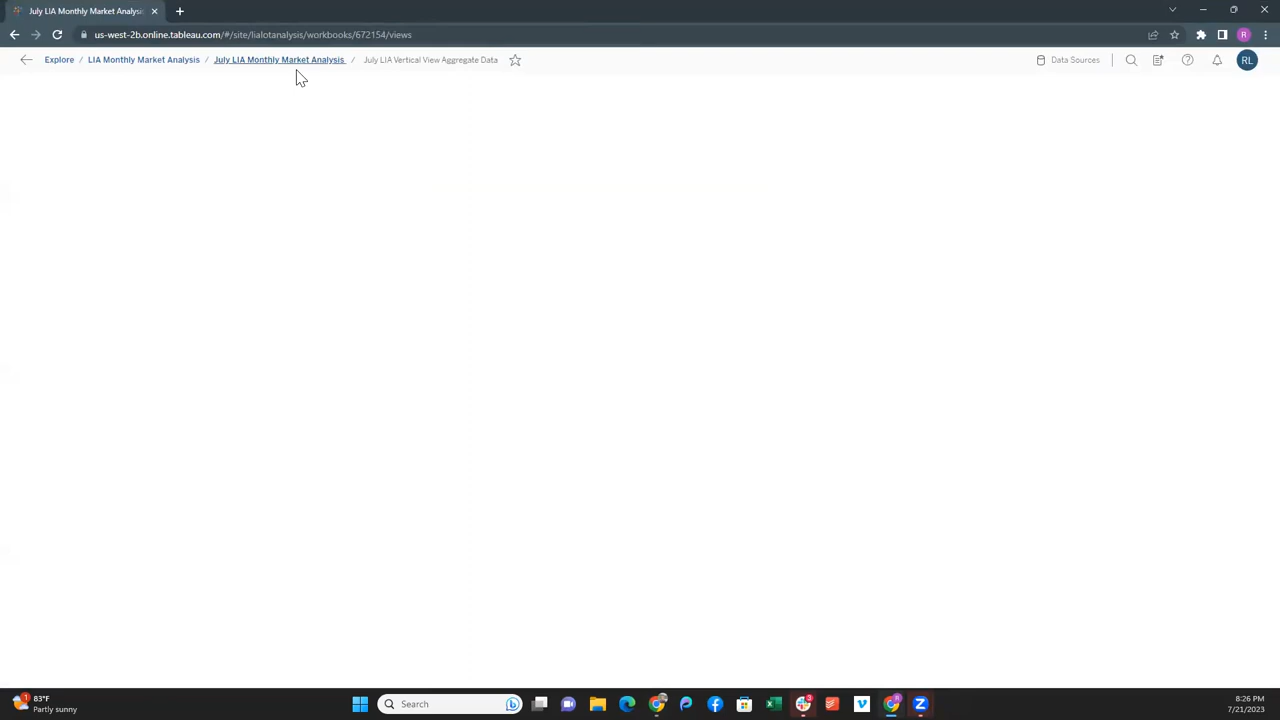 July LIA Monthly Market Analysis
us-west-2b.online.tableau.com/#/site/lialotanalysis/workbooks/672154/views
R
Explore / LIA Monthly Market Analysis / July LIA Monthly Market Analysis / July LIA Vertical View Aggregate Data
Data Sources
RL
1
83°F
Partly sunny
Search
3
8:26 PM
7/21/2023